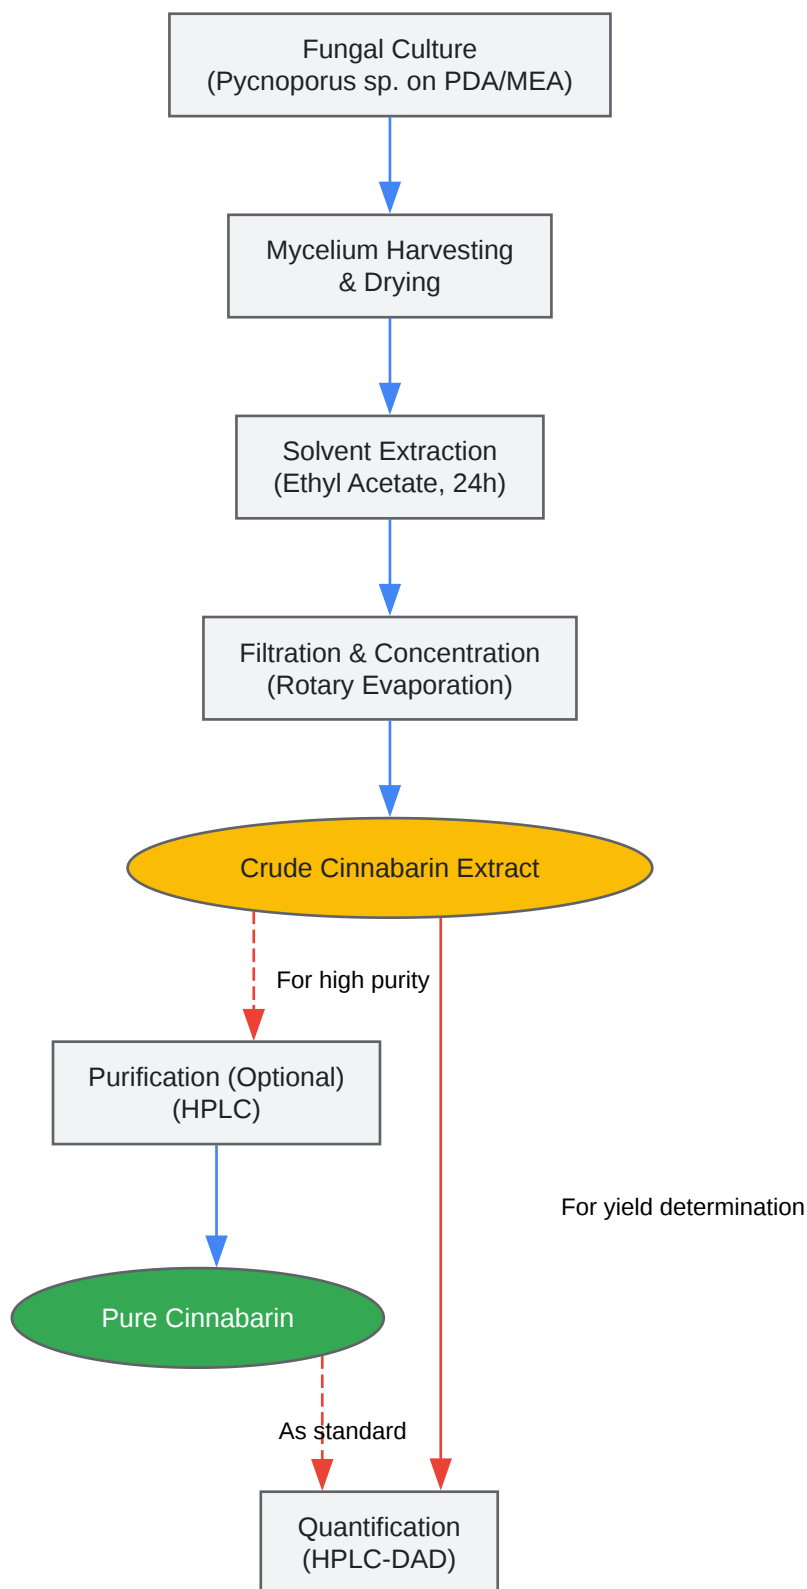 Fungal Culture
(Pycnoporus sp. on PDA/MEA)
Mycelium Harvesting
& Drying
Solvent Extraction
(Ethyl Acetate, 24h)
Filtration & Concentration
(Rotary Evaporation)
Crude Cinnabarin Extract
For high purity
Purification (Optional)
(HPLC)
For yield determination
Pure Cinnabarin
As standard
Quantification
(HPLC-DAD)